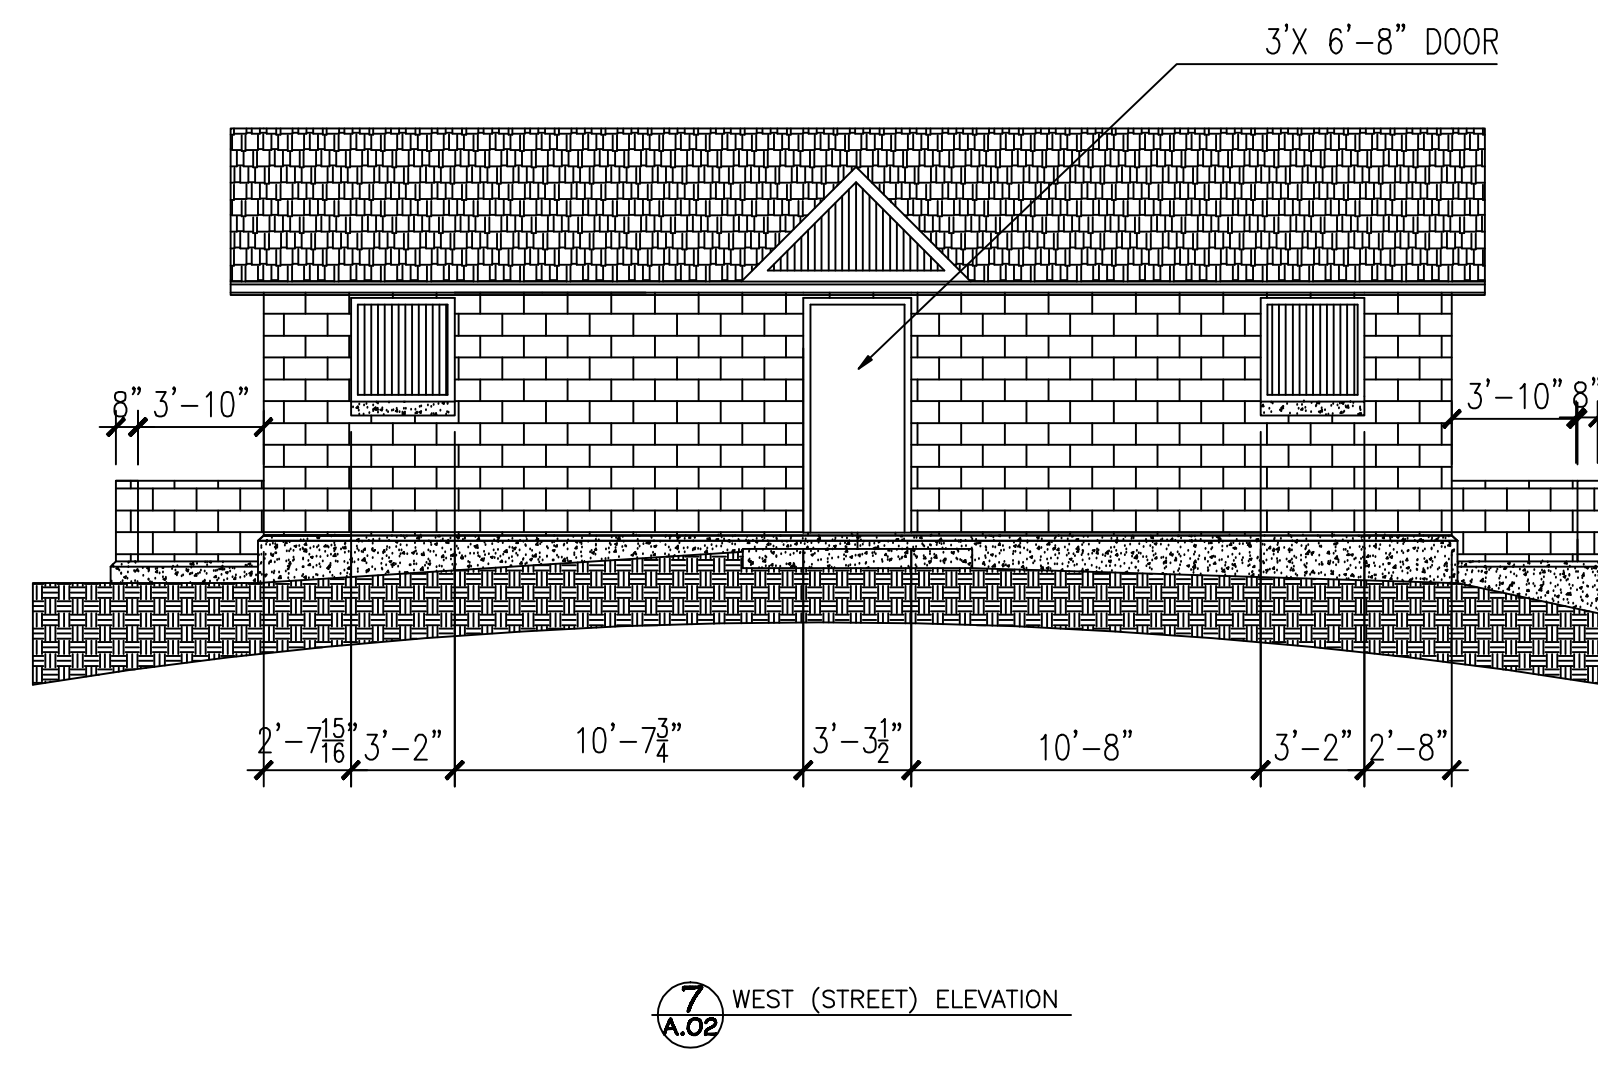 3'X 6'-8" DOOR
8" 3'-10"
3'-10" 8"
2'-7 15/16" 3'-2" 10'-7 3/4" 3'-3 1/2" 10'-8" 3'-2" 2'-8"
7
A.02
WEST (STREET) ELEVATION